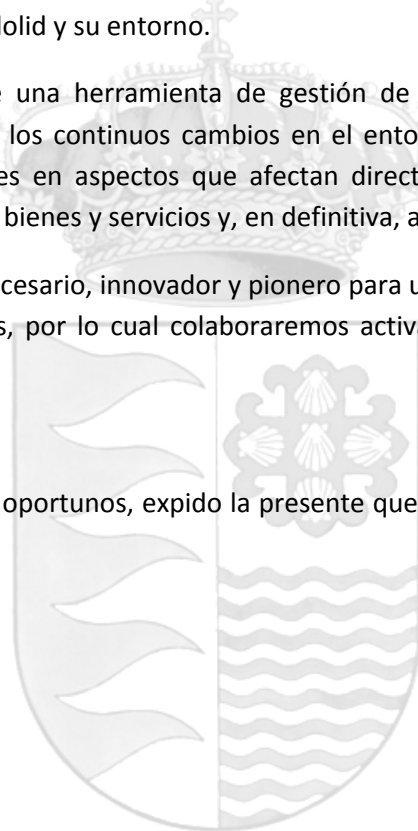 olid y su entorno.
una herramienta de gestión de
los continuos cambios en el ento
es en aspectos que afectan direct
bienes y servicios y, en definitiva, a
cesario, innovador y pionero para u
s, por lo cual colaboraremos activa
oportunos, expido la presente que